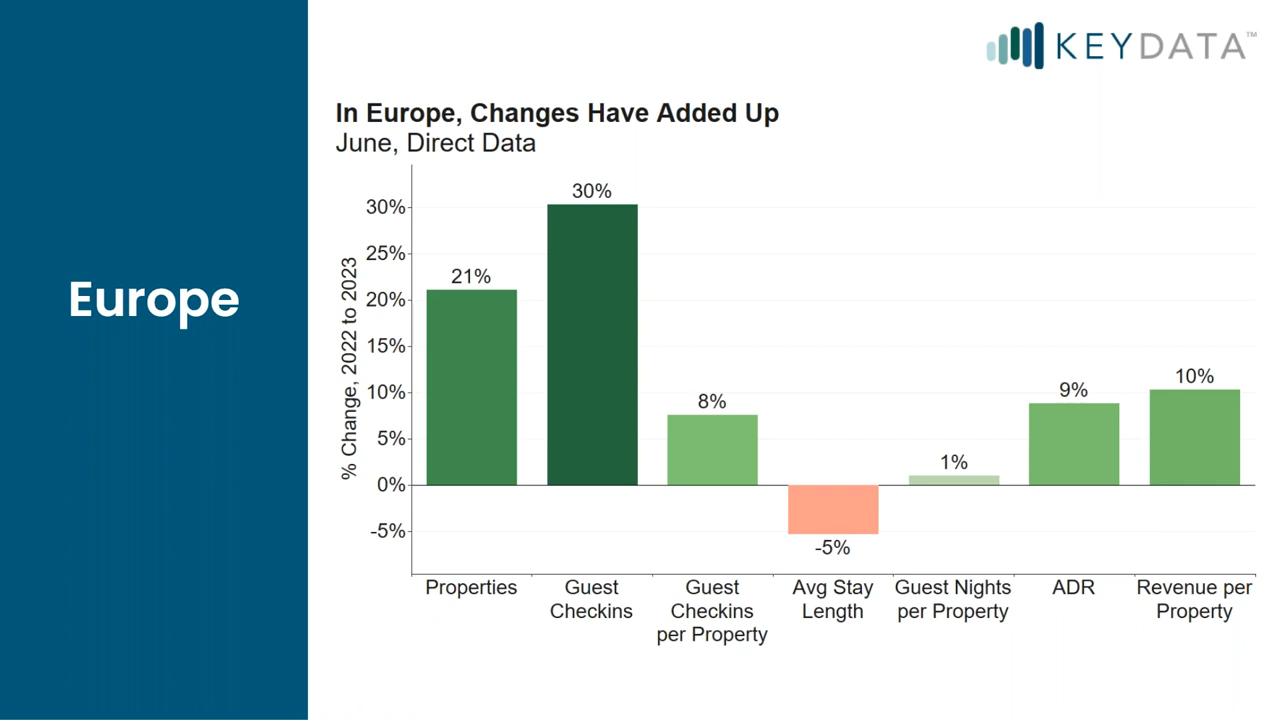 KEYDATA™
Europe
In Europe, Changes Have Added Up
June, Direct Data
% Change, 2022 to 2023
30%
25%
20%
15%
10%
5%
0%
-5%
21%
30%
8%
-5%
1%
9%
10%
Properties
Guest
Checkins
Guest
Checkins
per Property
Avg Stay
Length
Guest Nights
per Property
ADR
Revenue per
Property